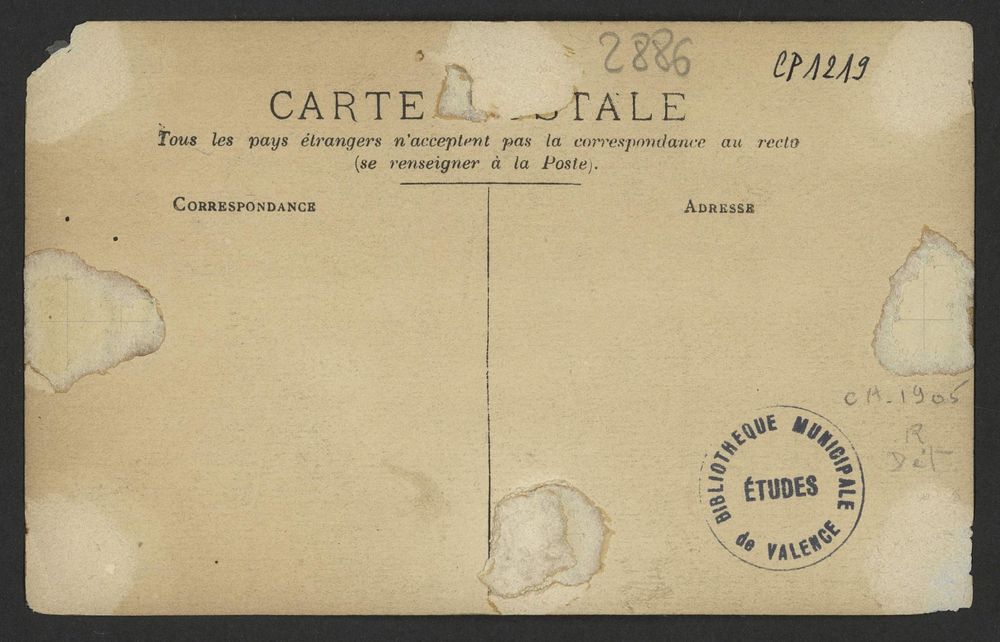 2886
CP1219
CARTE STALE
Tous les pays étrangers n'acceptent pas la correspondance au recto
(se renseigner à la Poste).
CORRESPONDANCE
ADRESSE
CA-1905
R
BIBLIOTHEQUE MUNICIPALE
ÉTUDES
de VALENCE